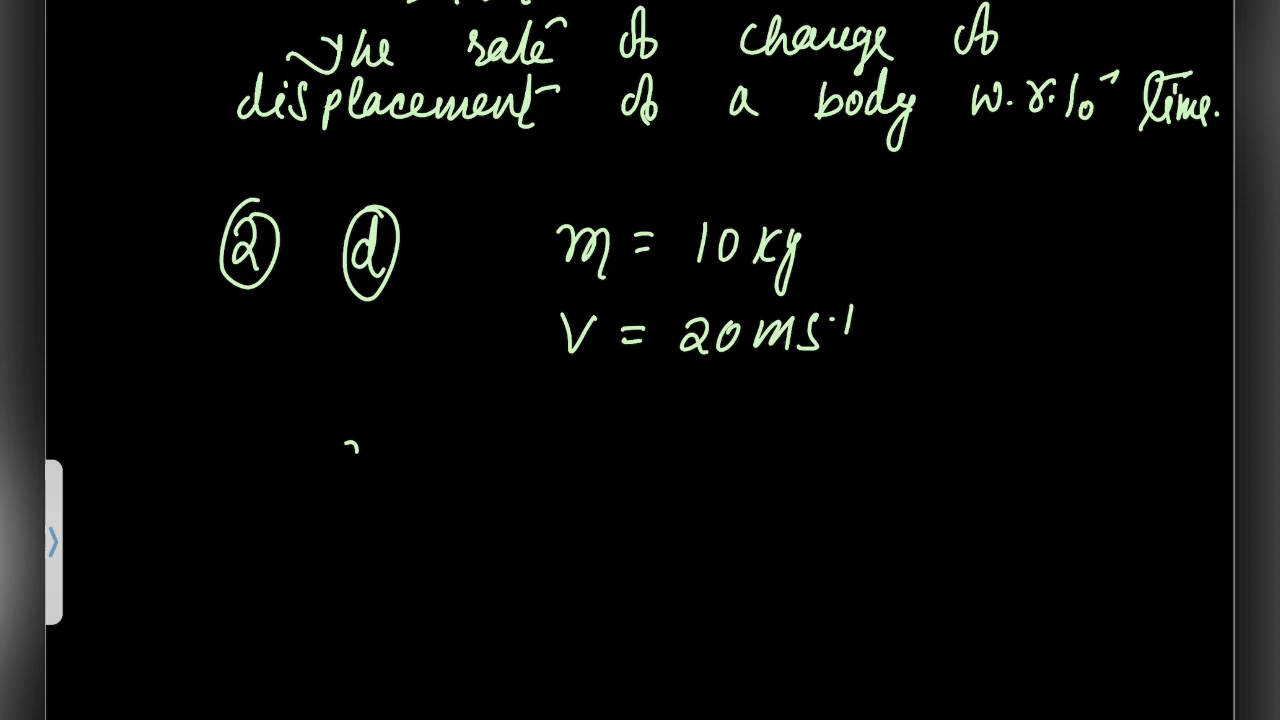 The rate of change of
displacement of a body w.r.to time.
② ⓓ m = 10 kg
V = 20 ms⁻¹